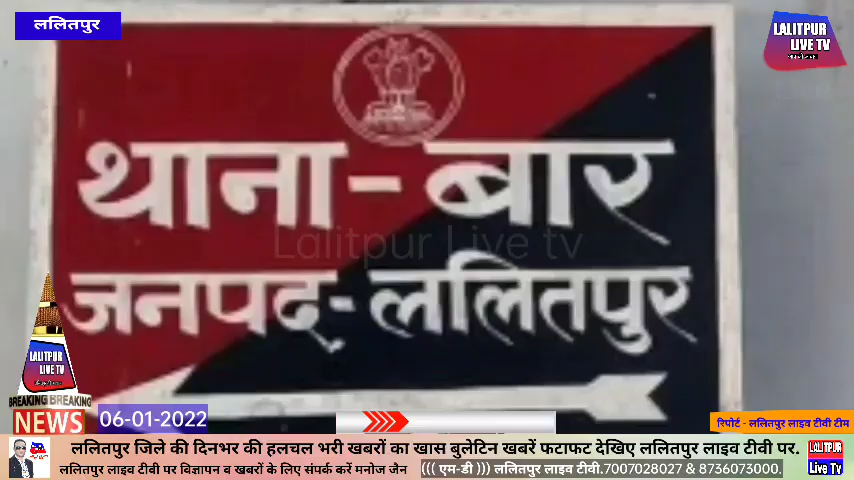 ललितपुर
LALITPUR
LIVE TV
थाना-बार
Lalitpur Live tv
जनपद-ललितपुर
LALITPUR
LIVE TV
BREAKING BREAKING
NEWS
06-01-2022
रिपोर्ट - ललितपुर लाइव टीवी टीम
ललितपुर जिले की दिनभर की हलचल भरी खबरों का खास बुलेटिन खबरें फटाफट देखिए ललितपुर लाइव टीवी पर.
ललितपुर लाइव टीवी पर विज्ञापन व खबरों के लिए संपर्क करें मनोज जैन ((( एम-डी ))) ललितपुर लाइव टीवी.7007028027 & 8736073000.
LALITPUR
Live Tv